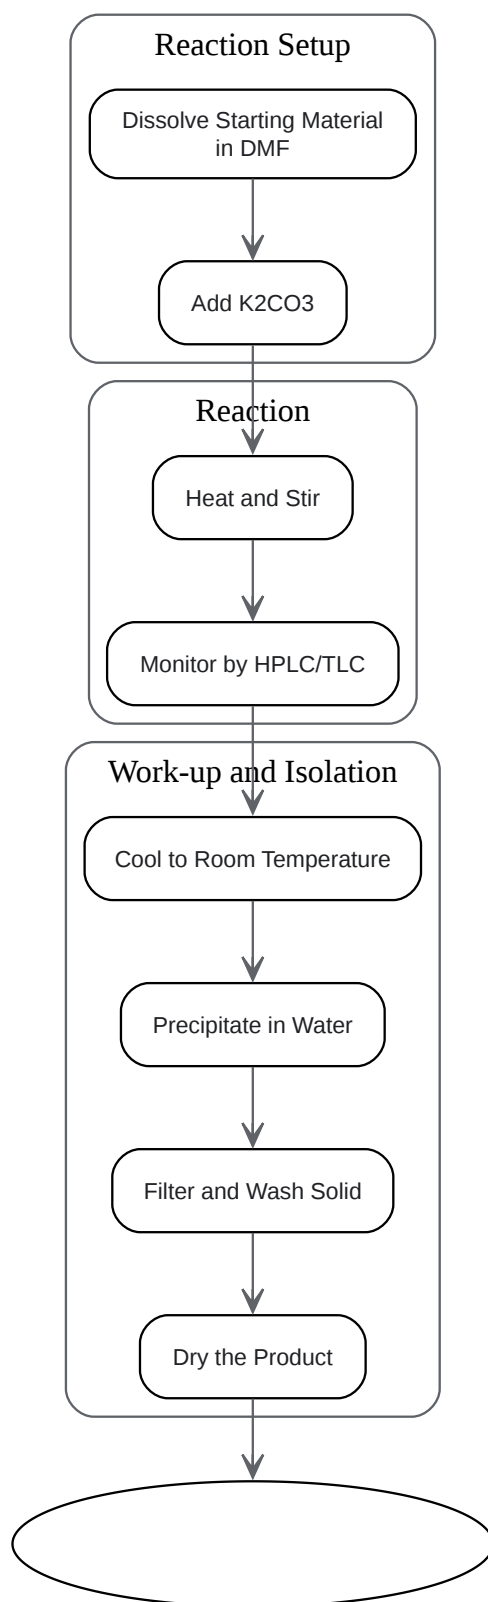 Reaction Setup
Dissolve Starting Material
in DMF
Add K2CO3
Reaction
Heat and Stir
Monitor by HPLC/TLC
Work-up and Isolation
Cool to Room Temperature
Precipitate in Water
Filter and Wash Solid
Dry the Product